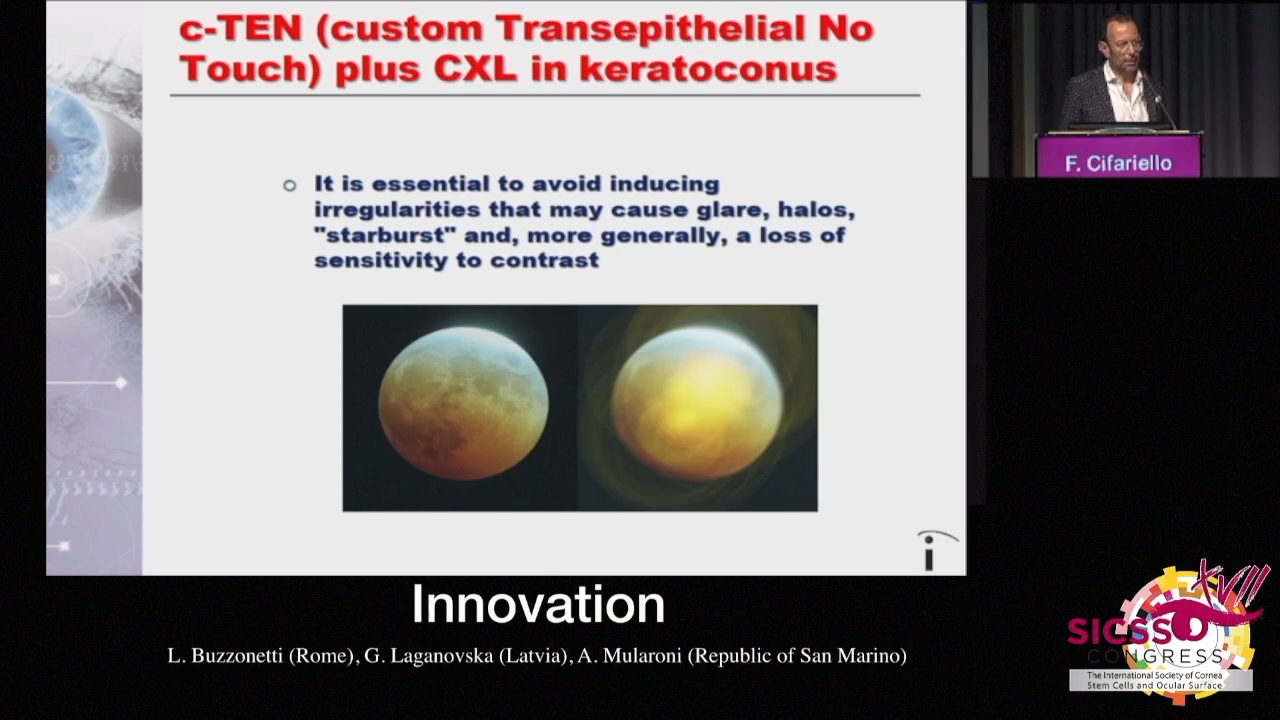 c-TEN (custom Transepithelial No
Touch) plus CXL in keratoconus
It is essential to avoid inducing
irregularities that may cause glare, halos,
"starburst" and, more generally, a loss of
sensitivity to contrast
F. Cifariello
Innovation
L. Buzzonetti (Rome), G. Laganovska (Latvia), A. Mularoni (Republic of San Marino)
XVII
SICSSO
CONGRESS
The International Society of Cornea
Stem Cells and Ocular Surface